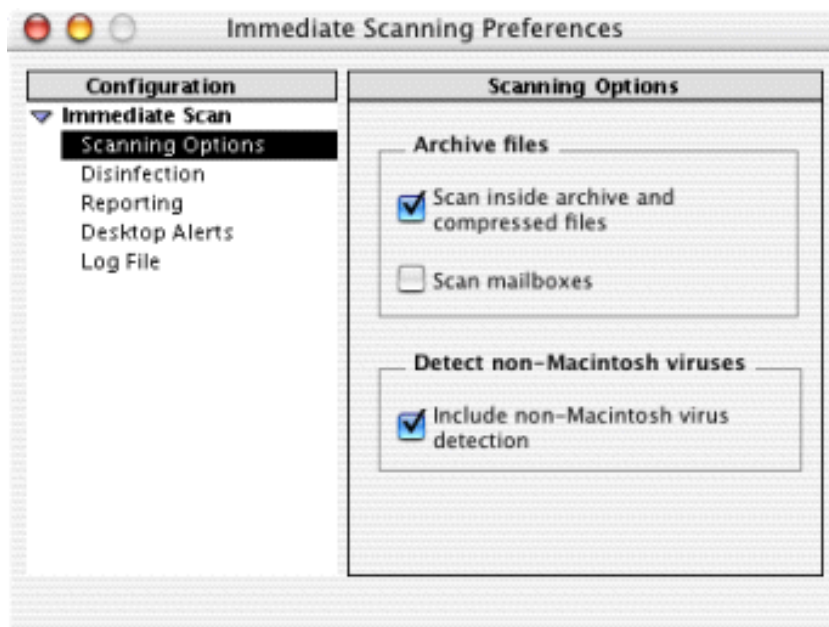 Immediate Scanning Preferences
Configuration
Immediate Scan
Scanning Options
Disinfection
Reporting
Desktop Alerts
Log File
Scanning Options
Archive files
Scan inside archive and
compressed files
Scan mailboxes
Detect non-Macintosh viruses
Include non-Macintosh virus
detection